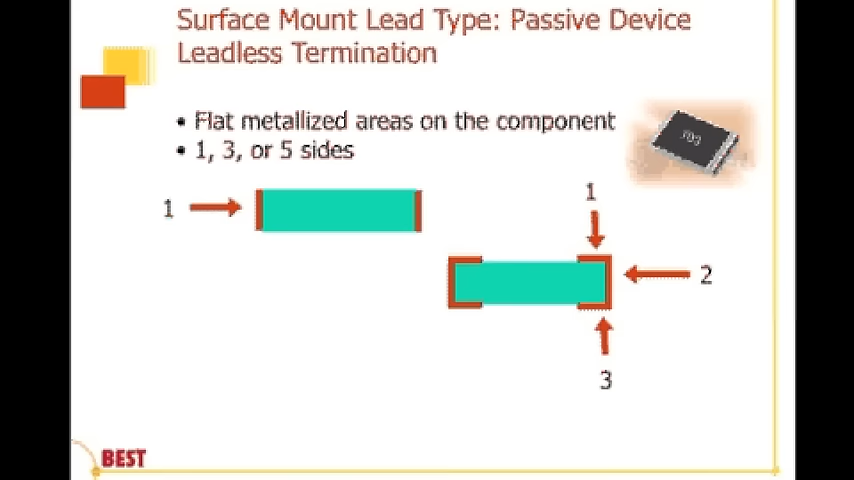 Surface Mount Lead Type: Passive Device
Leadless Termination
• Flat metallized areas on the component
• 1, 3, or 5 sides
1
1
2
3
BEST